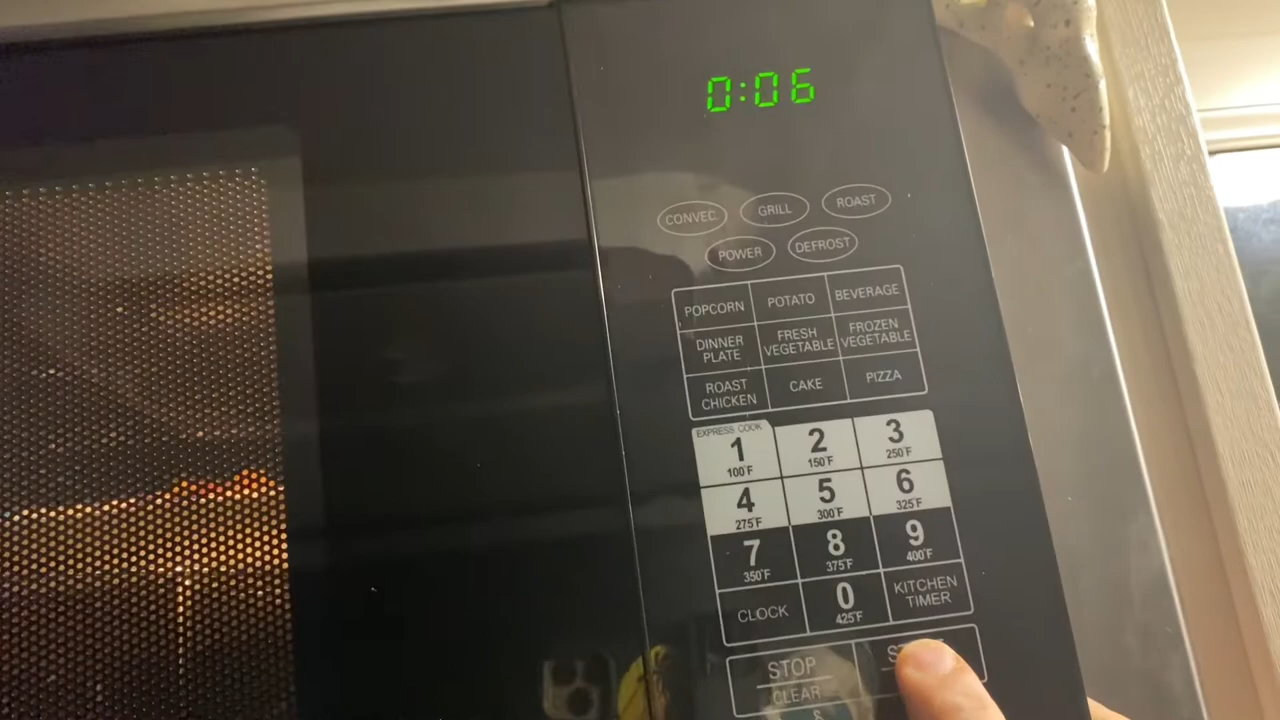 0:06
CONVEC. GRILL ROAST
POWER DEFROST
POPCORN POTATO BEVERAGE
DINNER PLATE FRESH VEGETABLE FROZEN VEGETABLE
ROAST CHICKEN CAKE PIZZA
EXPRESS COOK
1 2 3
100°F 150°F 250°F
4 5 6
275°F 300°F 325°F
7 8 9
350°F 375°F 400°F
CLOCK 0 KITCHEN TIMER
425°F
STOP
CLEAR
&